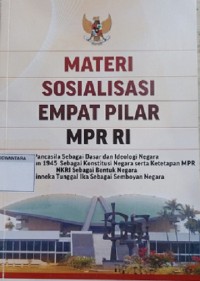 MATERI
SOSIALISASI
EMPAT PILAR
MPR RI
Pancasila Sebagai Dasar dan Ideologi Negara
1945 Sebagai Konstitusi Negara serta Ketetapan MPR
NKRI Sebagai Bentuk Negara
Tunggal Ika Sebagai Semboyan Negara